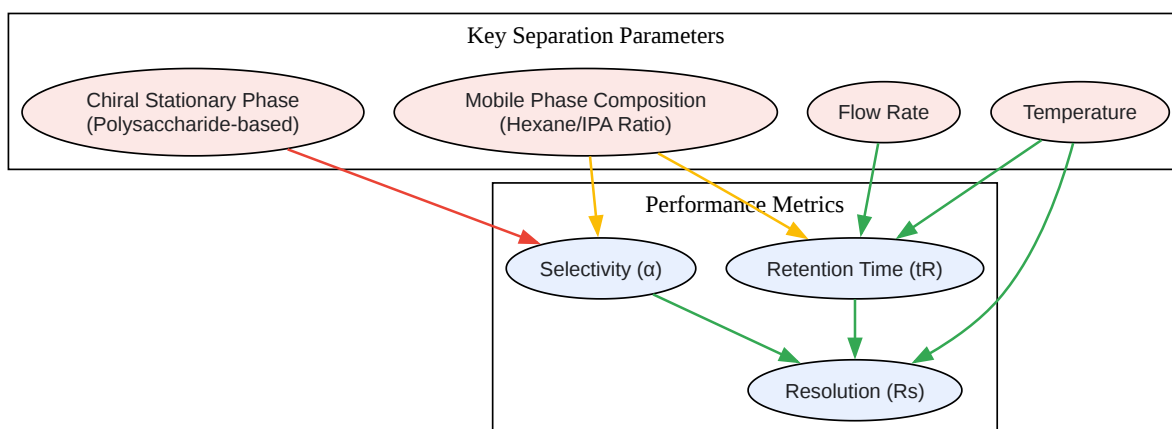 Key Separation Parameters
Chiral Stationary Phase
(Polysaccharide-based)
Mobile Phase Composition
(Hexane/IPA Ratio)
Flow Rate
Temperature
Performance Metrics
Selectivity (α)
Retention Time (tR)
Resolution (Rs)